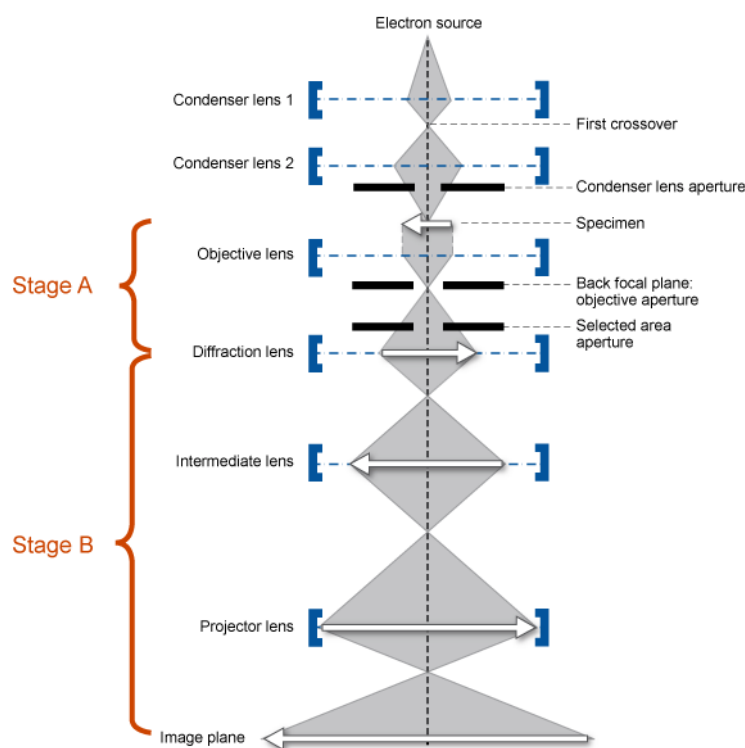 Electron source
Condenser lens 1
First crossover
Condenser lens 2
Condenser lens aperture
Specimen
Objective lens
Stage A
Back focal plane:
objective aperture
Selected area
aperture
Diffraction lens
Intermediate lens
Stage B
Projector lens
Image plane